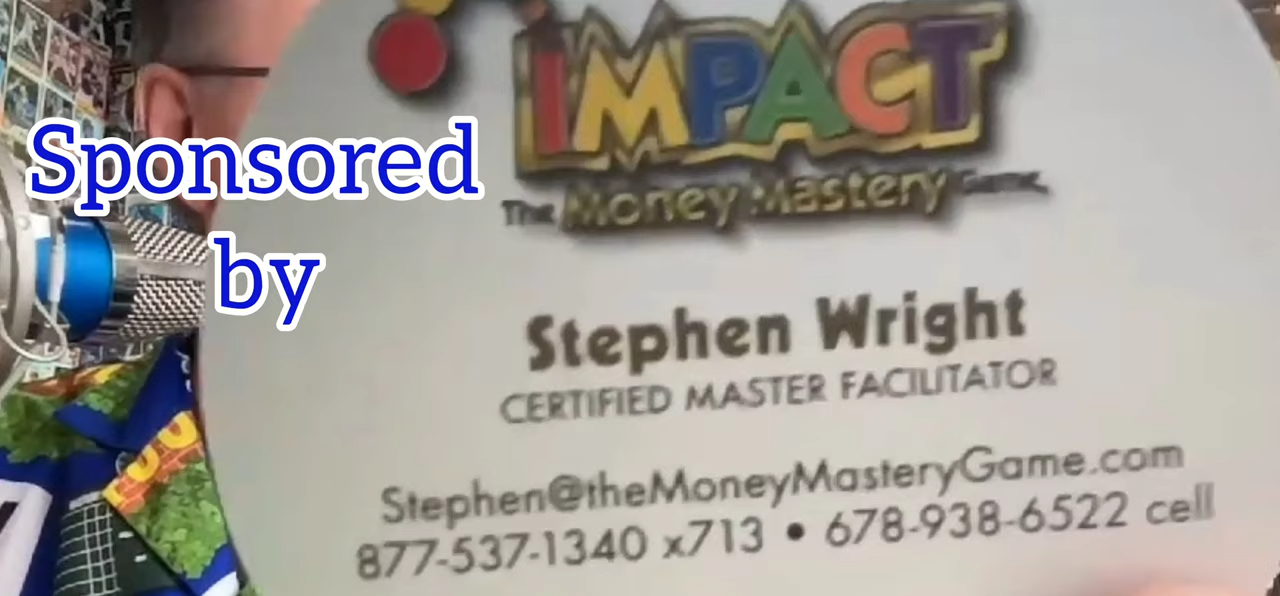 Sponsored
by
IMPACT
The Money Mastery Game
Stephen Wright
CERTIFIED MASTER FACILITATOR
Stephen@theMoneyMasteryGame.com
877-537-1340 x713 • 678-938-6522 cell